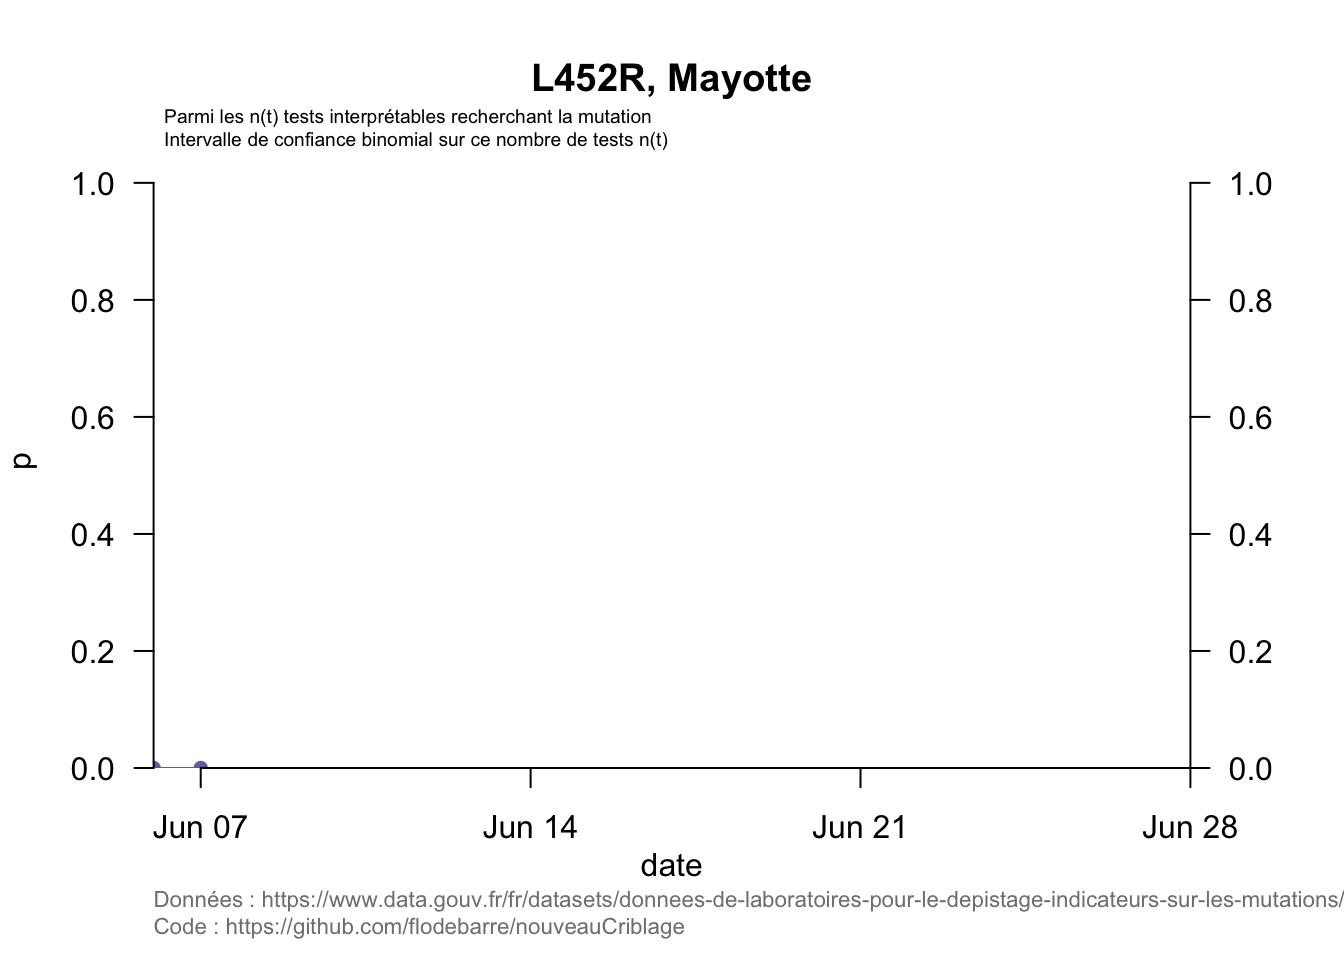 L452R, Mayotte
Parmi les n(t) tests interprétables recherchant la mutation
Intervalle de confiance binomial sur ce nombre de tests n(t)
1.0 1.0
0.8 0.8
0.6 0.6
p
0.4 0.4
0.2 0.2
0.0 0.0
Jun 07 Jun 14 Jun 21 Jun 28
date
Données : https://www.data.gouv.fr/fr/datasets/donnees-de-laboratoires-pour-le-depistage-indicateurs-sur-les-mutations/
Code : https://github.com/flodebarre/nouveauCriblage